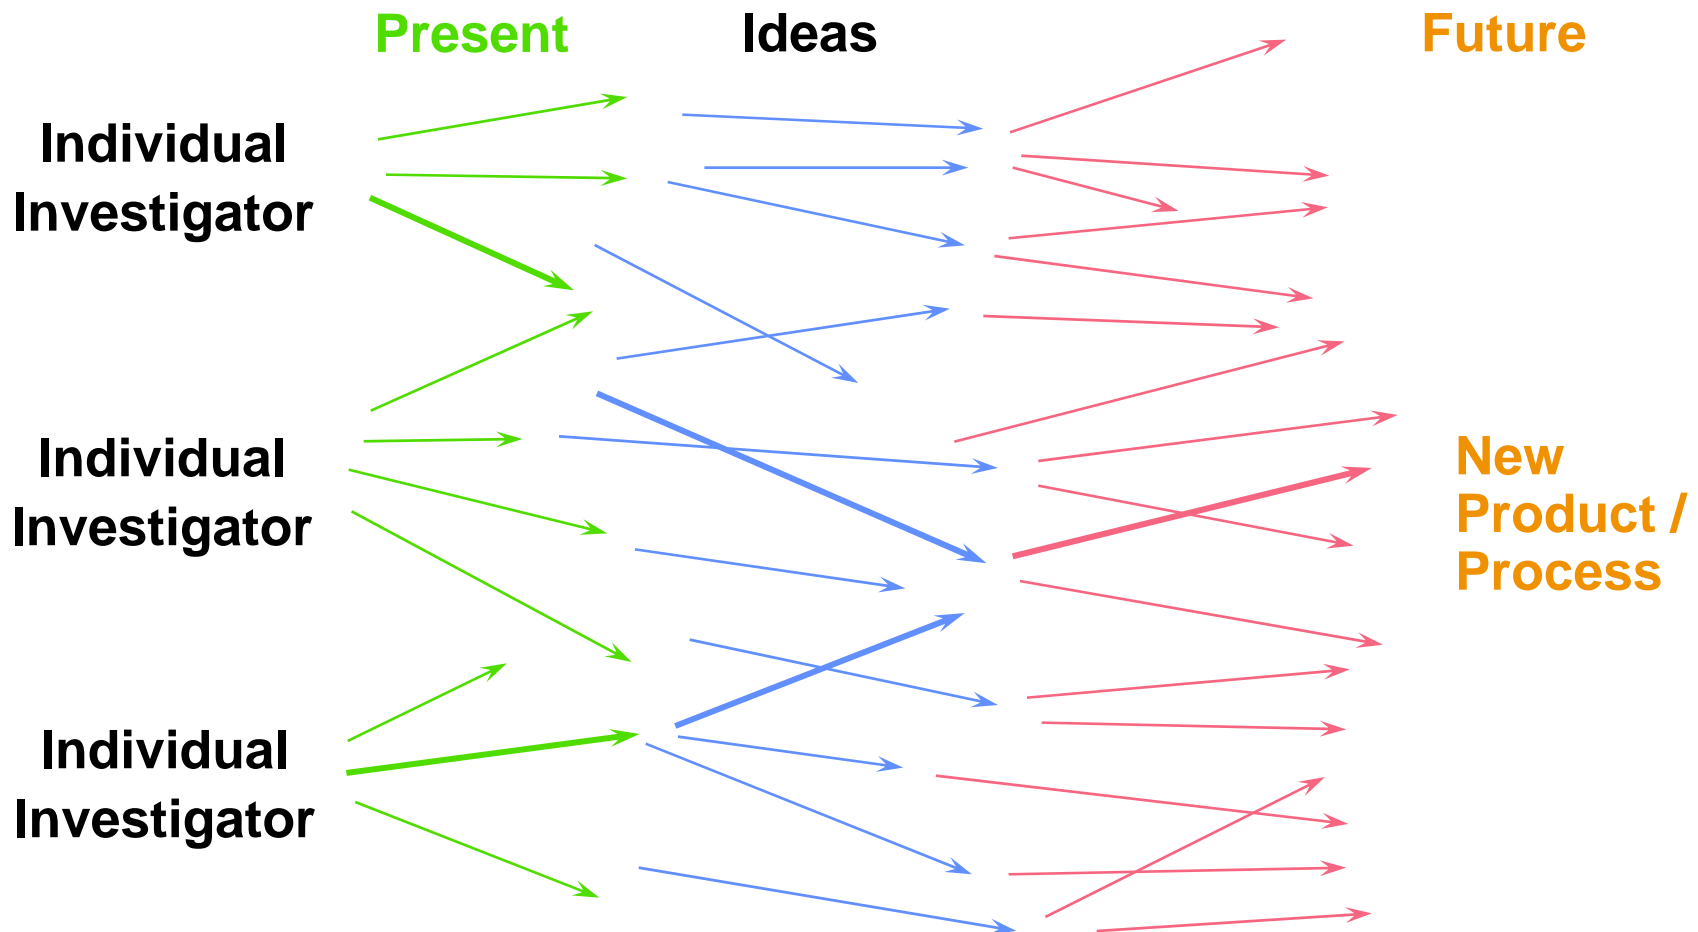 Present Ideas Future
Individual
Investigator
Individual
Investigator
New
Product /
Process
Individual
Investigator